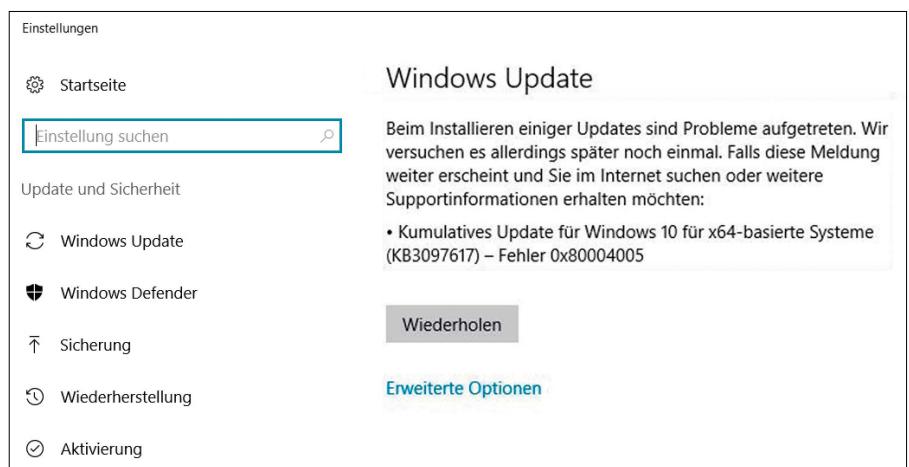 Einstellungen
Startseite
Einstellung suchen
Update und Sicherheit
Windows Update
Windows Defender
Sicherung
Wiederherstellung
Aktivierung
Windows Update
Beim Installieren einiger Updates sind Probleme aufgetreten. Wir
versuchen es allerdings später noch einmal. Falls diese Meldung
weiter erscheint und Sie im Internet suchen oder weitere
Supportinformationen erhalten möchten:
• Kumulatives Update für Windows 10 für x64-basierte Systeme
(KB3097617) – Fehler 0x80004005
Wiederholen
Erweiterte Optionen